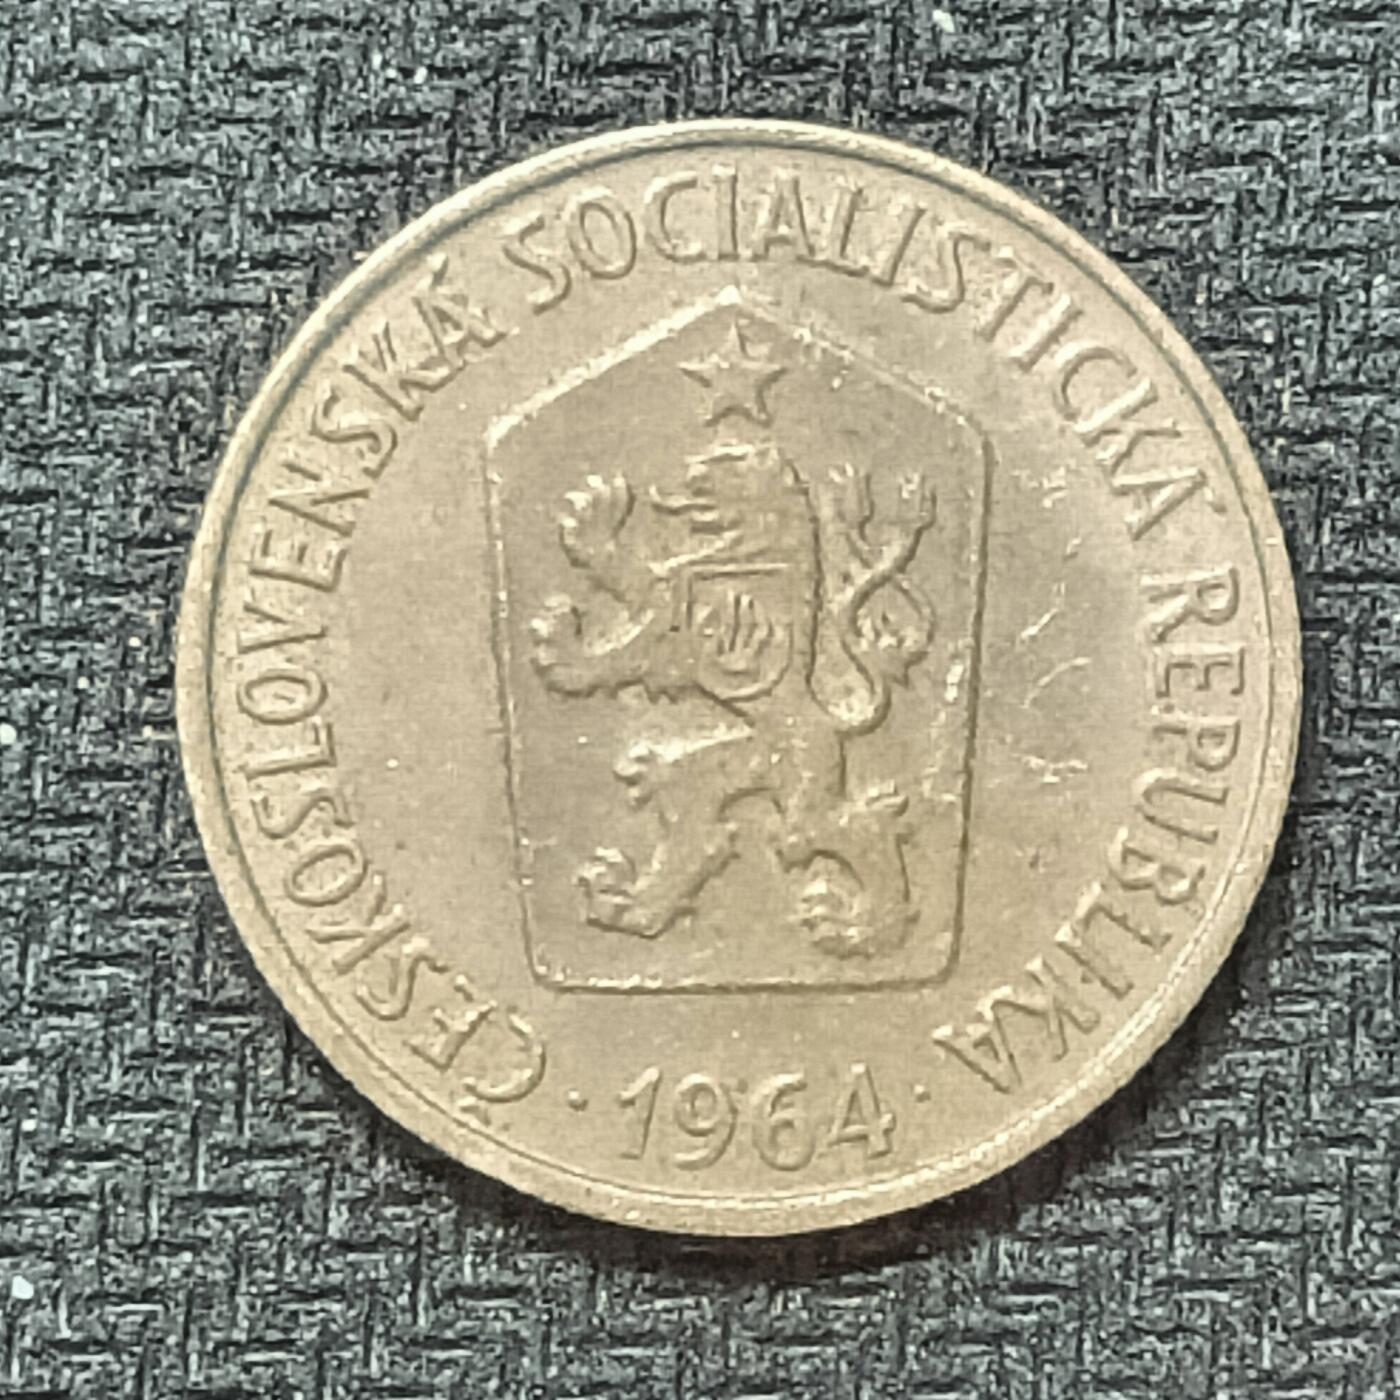 ČESKOSLOVENSKÁ SOCIALISTICKÁ REPUBLIKA
· 1964 ·